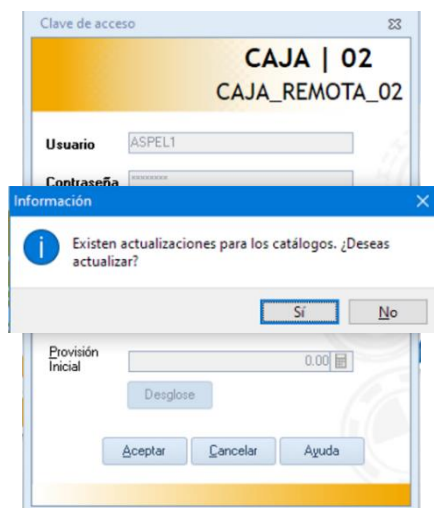 Clave de acceso
CAJA | 02
CAJA_REMOTA_02
Usuario ASPEL1
Contraseña ********
Información
Existen actualizaciones para los catálogos. ¿Deseas
actualizar?
Sí No
Provisión
Inicial 0.00
Desglose
Aceptar Cancelar Ayuda